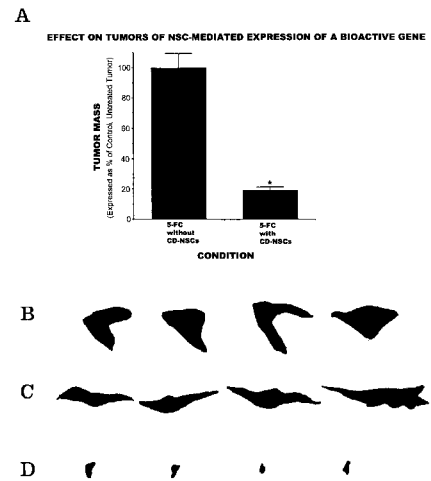 A
EFFECT ON TUMORS OF NSC-MEDIATED EXPRESSION OF A BIOACTIVE GENE
TUMOR MASS
(Expressed as % of Control, Untreated Tumor)
100
80
60
40
20
0
*
5-FC
without
CD-NSCs
5-FC
with
CD-NSCs
CONDITION
B
C
D